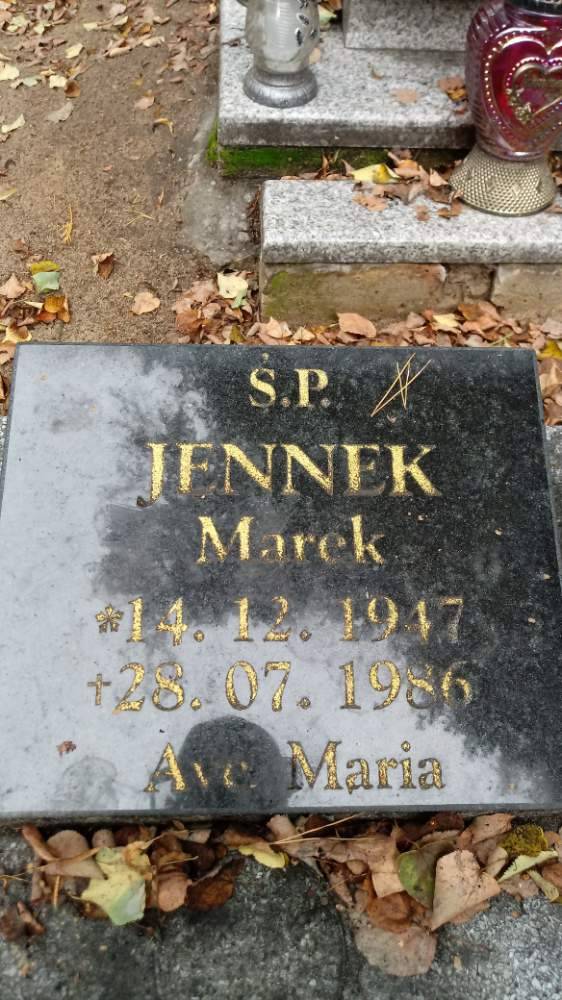 Ś.P.
JENNEK
Marek
*14. 12. 1947
+28. 07. 1986
Ave Maria